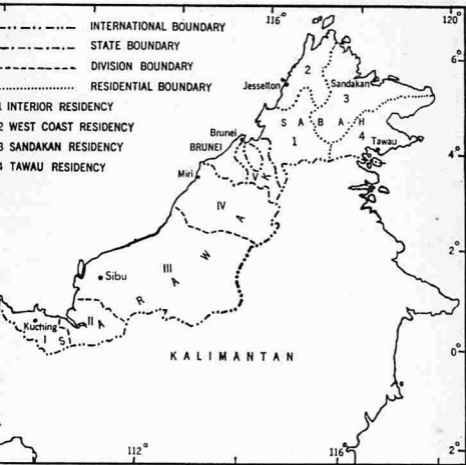 116° 120°
INTERNATIONAL BOUNDARY
STATE BOUNDARY
DIVISION BOUNDARY
RESIDENTIAL BOUNDARY
1 INTERIOR RESIDENCY
2 WEST COAST RESIDENCY
3 SANDAKAN RESIDENCY
4 TAWAU RESIDENCY
6°
2
Jesselton
Sandakan
3
S A B A H
1
4
Brunei
BRUNEI
Tawau
4°
Miri
V K
IV A
2°
III W
Sibu
A
R
II A
Kuching
I S
KALIMANTAN
0°
2°
112° 116°